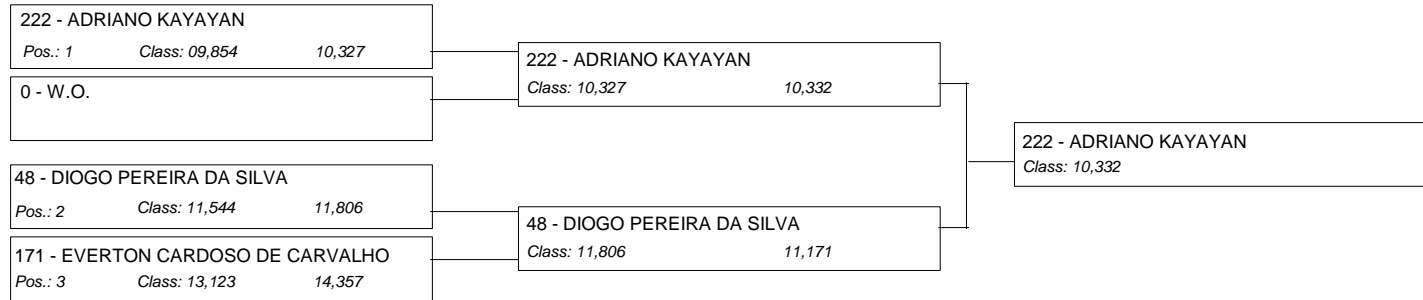 222 - ADRIANO KAYAYAN
Pos.: 1 Class: 09,854 10,327
0 - W.O.
48 - DIOGO PEREIRA DA SILVA
Pos.: 2 Class: 11,544 11,806
171 - EVERTON CARDOSO DE CARVALHO
Pos.: 3 Class: 13,123 14,357
222 - ADRIANO KAYAYAN
Class: 10,327 10,332
48 - DIOGO PEREIRA DA SILVA
Class: 11,806 11,171
222 - ADRIANO KAYAYAN
Class: 10,332